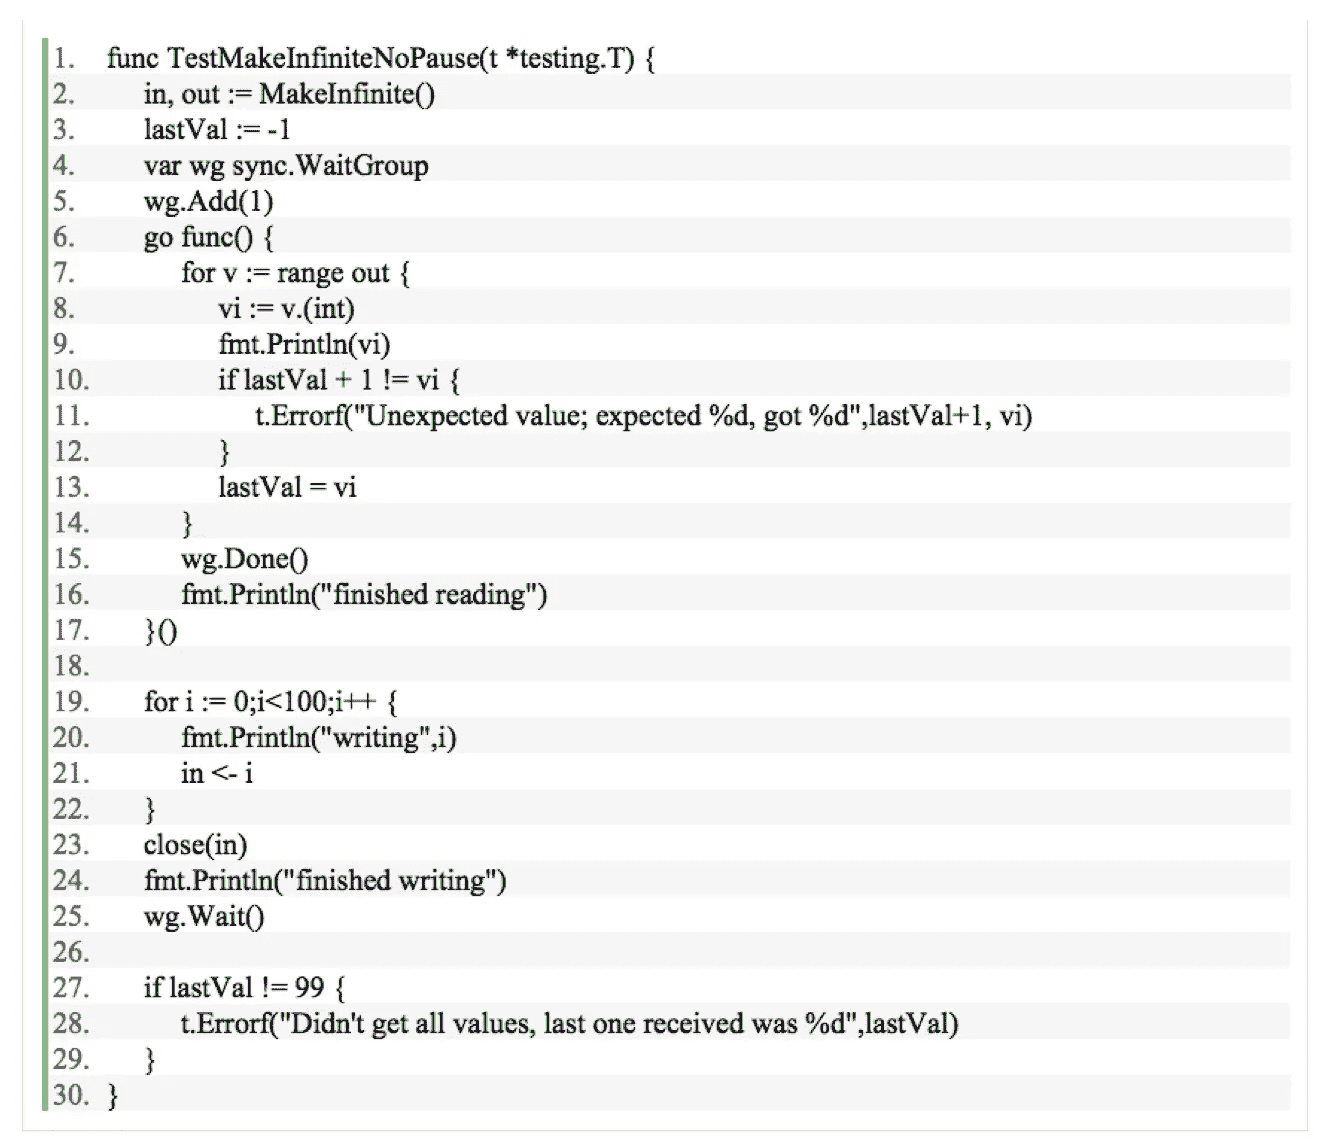 1. func TestMakeInfiniteNoPause(t *testing.T) {
2. in, out := MakeInfinite()
3. lastVal := -1
4. var wg sync.WaitGroup
5. wg.Add(1)
6. go func() {
7. for v := range out {
8. vi := v.(int)
9. fmt.Println(vi)
10. if lastVal + 1 != vi {
11. t.Errorf("Unexpected value; expected %d, got %d",lastVal+1, vi)
12. }
13. lastVal = vi
14. }
15. wg.Done()
16. fmt.Println("finished reading")
17. }()
18.
19. for i := 0;i<100;i++ {
20. fmt.Println("writing",i)
21. in <- i
22. }
23. close(in)
24. fmt.Println("finished writing")
25. wg.Wait()
26.
27. if lastVal != 99 {
28. t.Errorf("Didn't get all values, last one received was %d",lastVal)
29. }
30. }